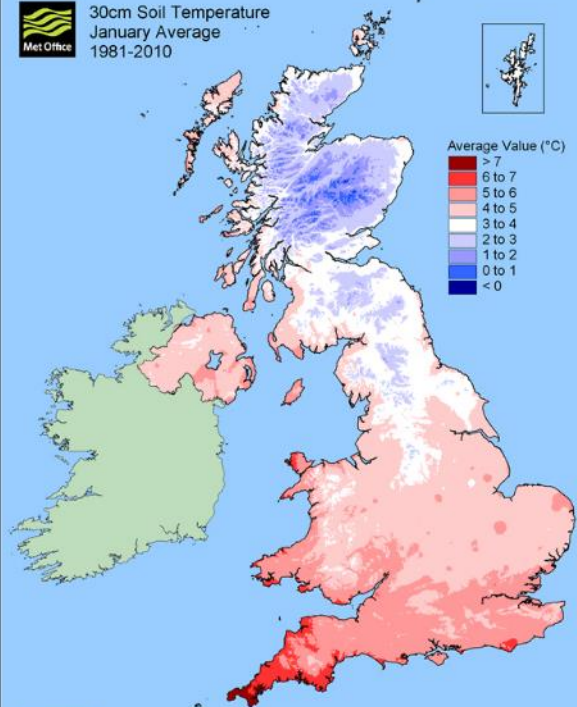 30cm Soil Temperature
January Average
1981-2010
Met Office
Average Value (°C)
> 7
6 to 7
5 to 6
4 to 5
3 to 4
2 to 3
1 to 2
0 to 1
< 0